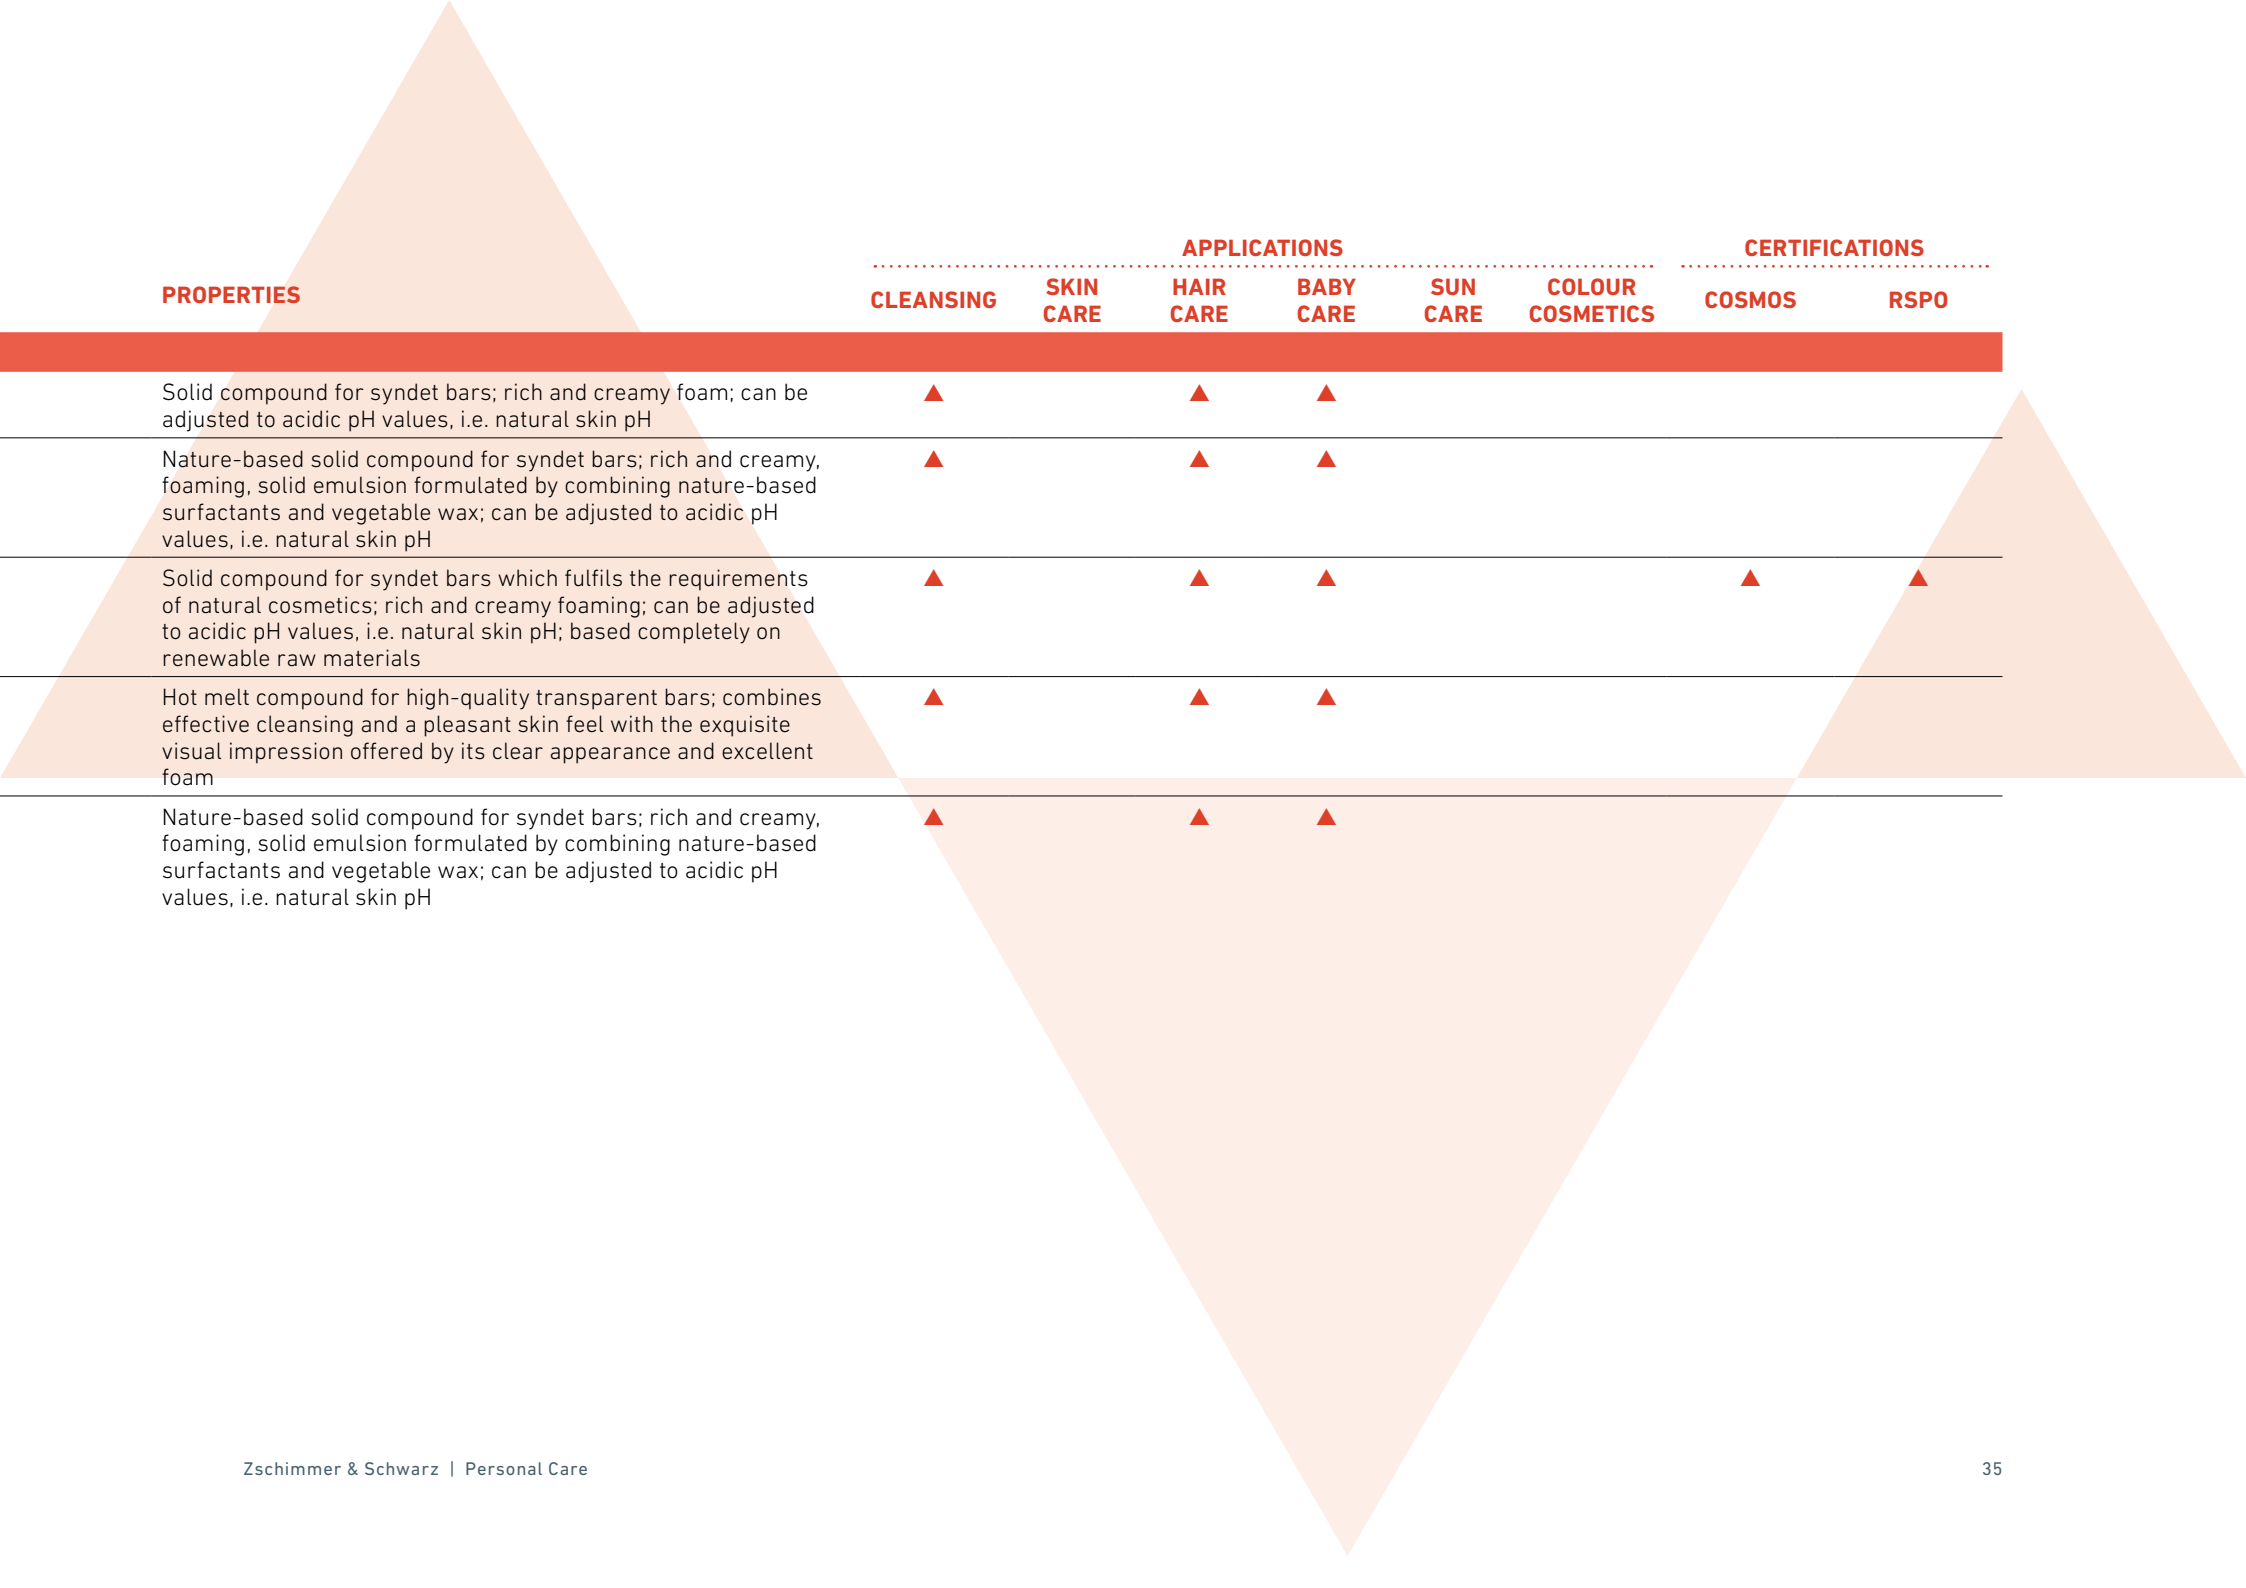 APPLICATIONS CERTIFICATIONS
PROPERTIES
CLEANSING
SKIN
CARE
HAIR
CARE
BABY
CARE
SUN
CARE
COLOUR
COSMETICS
COSMOS
RSPO
Solid compound for syndet bars; rich and creamy foam; can be
adjusted to acidic pH values, i.e. natural skin pH
Nature-based solid compound for syndet bars; rich and creamy,
foaming, solid emulsion formulated by combining nature-based
surfactants and vegetable wax; can be adjusted to acidic pH
values, i.e. natural skin pH
Solid compound for syndet bars which fulfils the requirements
of natural cosmetics; rich and creamy foaming; can be adjusted
to acidic pH values, i.e. natural skin pH; based completely on
renewable raw materials
Hot melt compound for high-quality transparent bars; combines
effective cleansing and a pleasant skin feel with the exquisite
visual impression offered by its clear appearance and excellent
foam
Nature-based solid compound for syndet bars; rich and creamy,
foaming, solid emulsion formulated by combining nature-based
surfactants and vegetable wax; can be adjusted to acidic pH
values, i.e. natural skin pH
Zschimmer & Schwarz | Personal Care
35